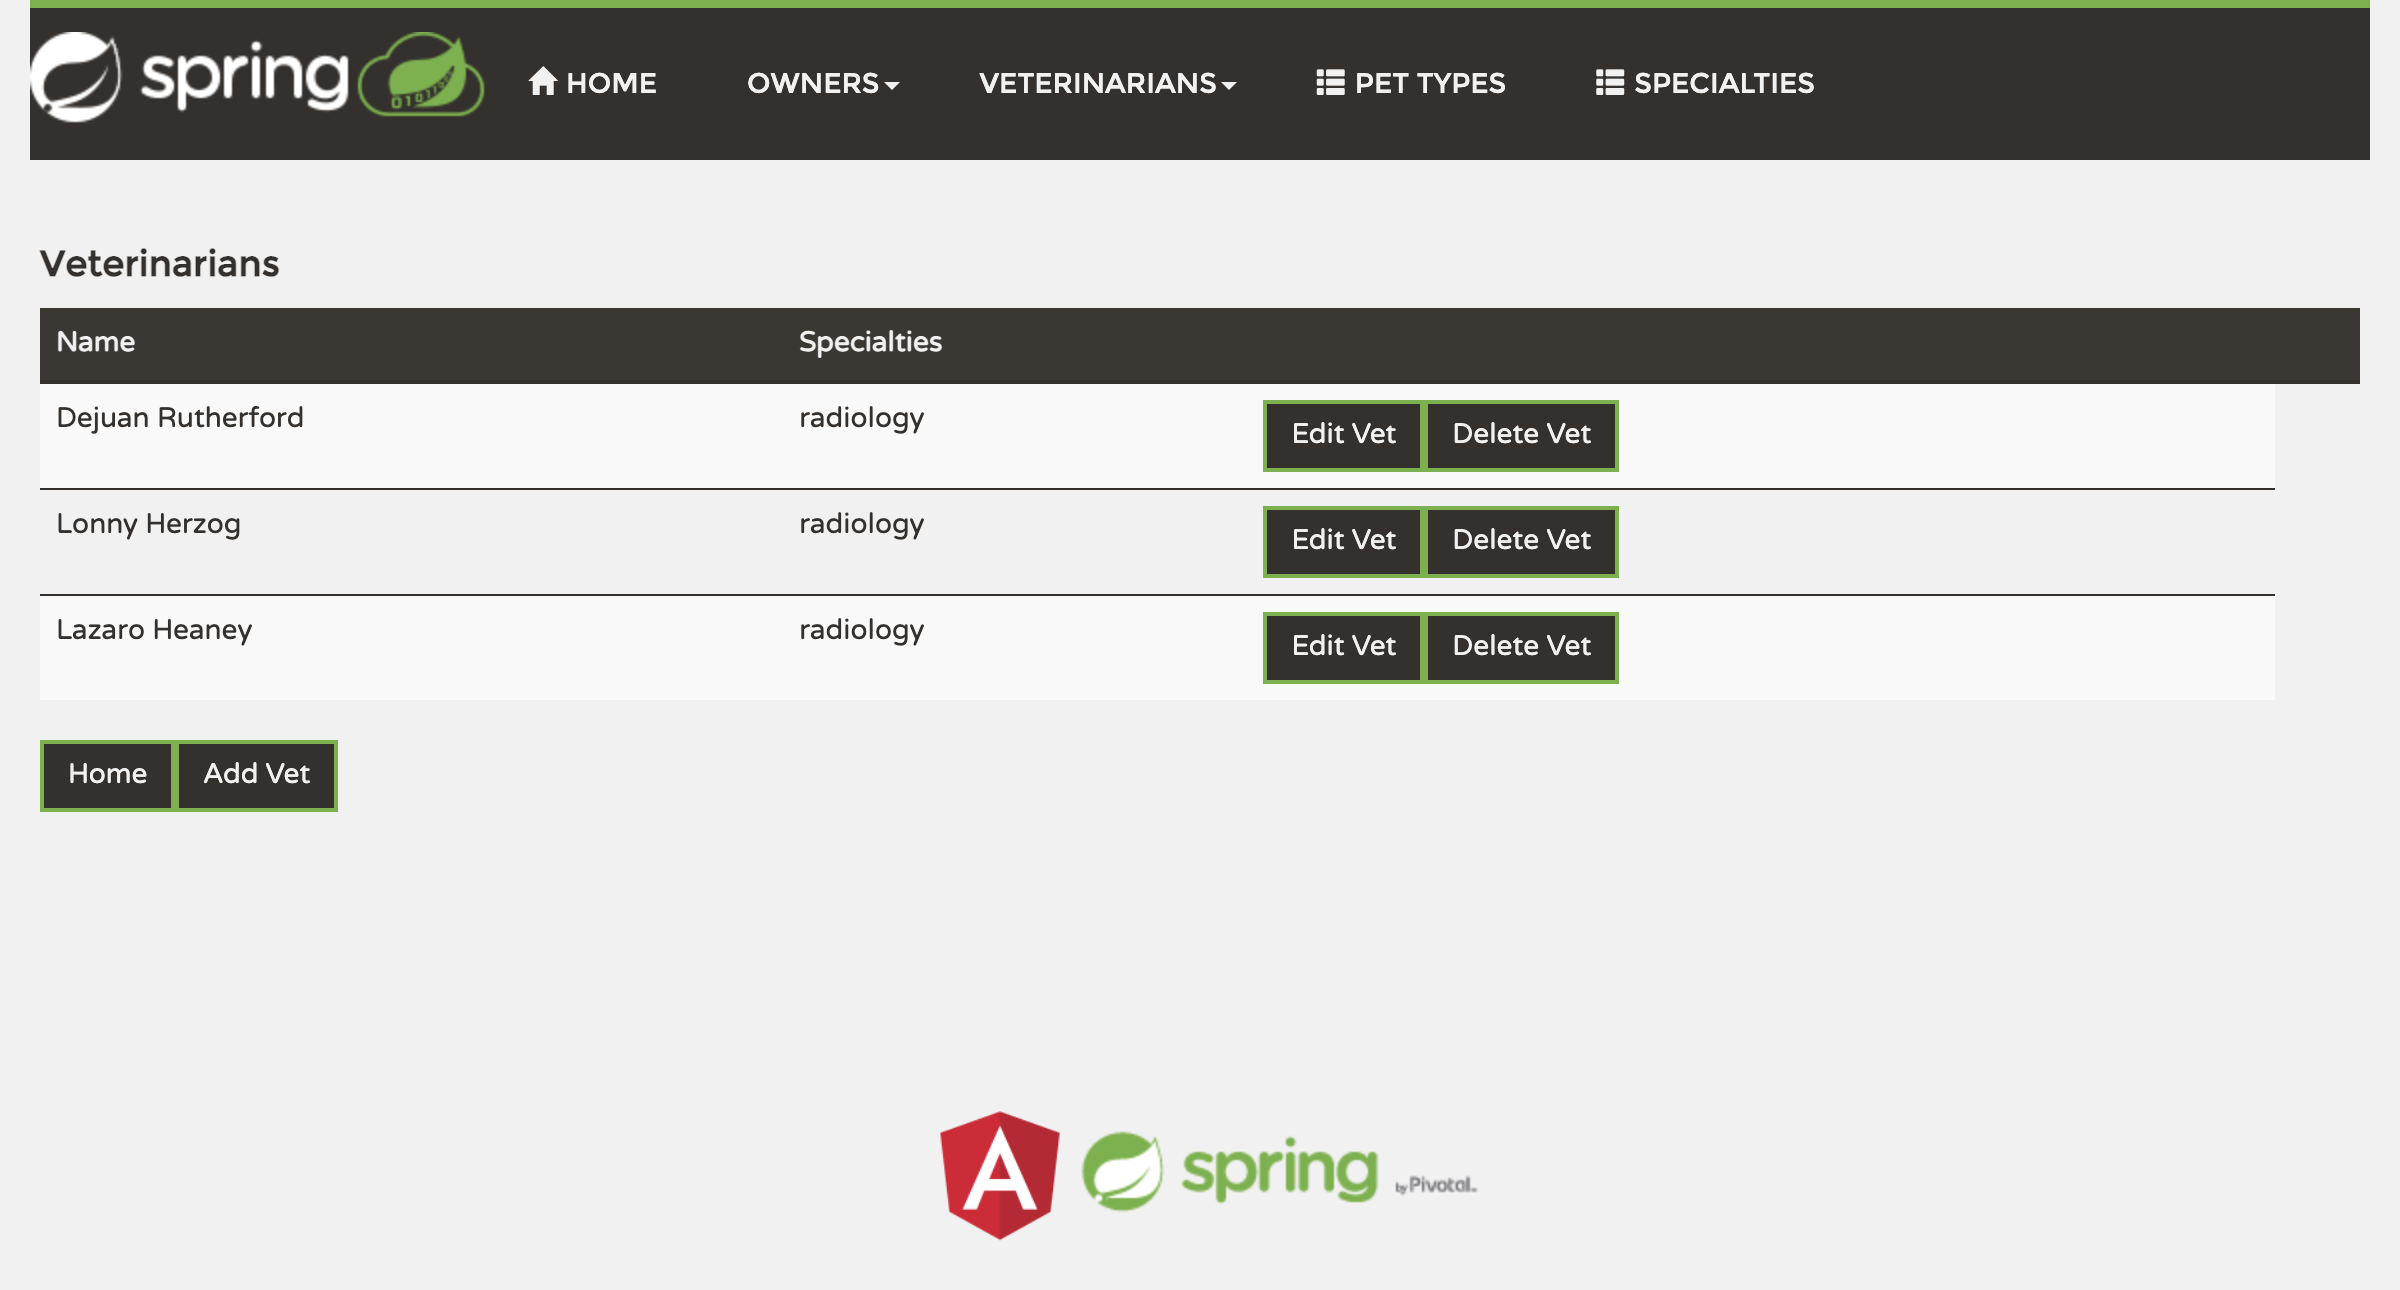 spring HOME OWNERS VETERINARIANS PET TYPES SPECIALTIES
Veterinarians
Name Specialties
Dejuan Rutherford radiology Edit Vet Delete Vet
Lonny Herzog radiology Edit Vet Delete Vet
Lazaro Heaney radiology Edit Vet Delete Vet
Home Add Vet
A spring by Pivotal